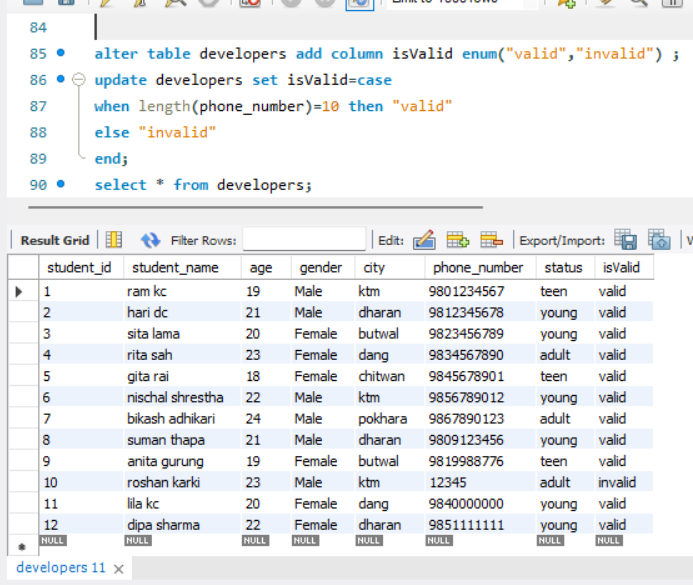 84
85 alter table developers add column isValid enum("valid","invalid") ;
86 update developers set isValid=case
87 when length(phone_number)=10 then "valid"
88 else "invalid"
89 end;
90 select * from developers;
Result Grid Filter Rows: Edit: Export/Import:
student_id student_name age gender city phone_number status isValid
1 ram kc 19 Male ktm 9801234567 teen valid
2 hari dc 21 Male dharan 9812345678 young valid
3 sita lama 20 Female butwal 9823456789 young valid
4 rita sah 23 Female dang 9834567890 adult valid
5 gita rai 18 Female chitwan 9845678901 teen valid
6 nischal shrestha 22 Male ktm 9856789012 young valid
7 bikash adhikari 24 Male pokhara 9867890123 adult valid
8 suman thapa 21 Male dharan 9809123456 young valid
9 anita gurung 19 Female butwal 9819988776 teen valid
10 roshan karki 23 Male ktm 12345 adult invalid
11 lila kc 20 Female dang 9840000000 young valid
12 dipa sharma 22 Female dharan 9851111111 young valid
NULL NULL NULL NULL NULL NULL NULL NULL
developers 11